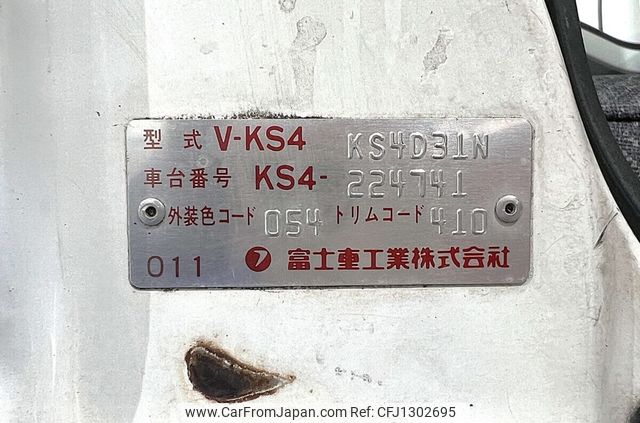 型式 V-KS4 KS4D31N
車台番号 KS4- 224741
外装色コード 054 トリムコード 410
011 富士重工業株式会社
www.CarFromJapan.com | CFJ1302695